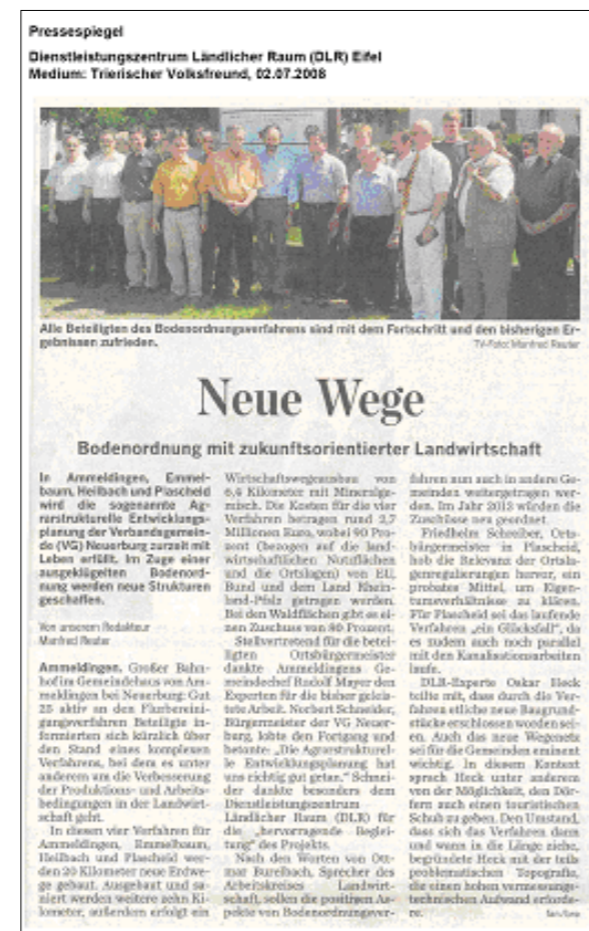 Pressespiegel
Dienstleistungszentrum Ländlicher Raum (DLR) Eifel
Medium: Trierischer Volksfreund, 02.07.2008
Alle Beteiligten des Bodenordnungsverfahrens sind mit dem Fortschritt und den bisherigen Er-
gebnissen zufrieden.
TV-Foto: Manfred Reuter
Neue Wege
Bodenordnung mit zukunftsorientierter Landwirtschaft
In Ammeldingen, Emmel-
baum, Heilbach und Plascheid
wird die sogenannte Ag-
rarstrukturelle Entwicklungs-
planung der Verbandsgemein-
de (VG) Neuerburg zurzeit mit
Leben erfüllt. Im Zuge einer
ausgeklügelten Bodenord-
nung werden neue Strukturen
geschaffen.
Von unserem Redakteur
Manfred Reuter
Ammeldingen. Großer Bahn-
hof im Gemeindehaus von Am-
meldingen bei Neuerburg: Gut
25 aktiv an den Flurberei-
nigungsverfahren Beteiligte in-
formierten sich kürzlich über
den Stand eines komplexen
Verfahrens, bei dem es unter
anderem um die Verbesserung
der Produktions- und Arbeits-
bedingungen in der Landwirt-
schaft geht.
In diesen vier Verfahren für
Ammeldingen, Emmelbaum,
Heilbach und Plascheid wer-
den 20 Kilometer neue Erdwe-
ge gebaut. Ausgebaut und sa-
niert werden weitere zehn Ki-
lometer, außerdem erfolgt ein
Wirtschaftswegeausbau von
6,4 Kilometer mit Mineralge-
misch. Die Kosten für die vier
Verfahren betragen rund 2,7
Millionen Euro, wobei 90 Pro-
zent (bezogen auf die land-
wirtschaftlichen Nutzflächen
und die Ortslagen) von EU,
Bund und dem Land Rhein-
land-Pfalz getragen werden.
Bei den Waldflächen gibt es ei-
nen Zuschuss von 80 Prozent.
Stellvertretend für die betei-
ligten Ortsbürgermeister
dankte Ammeldingens Ge-
meindechef Rudolf Mayer den
Experten für die bisher geleis-
tete Arbeit. Norbert Schneider,
Bürgermeister der VG Neuer-
burg, lobte den Fortgang und
betonte: „Die Agrarstrukturel-
le Entwicklungsplanung hat
uns richtig gut getan.“ Schnei-
der dankte besonders dem
Dienstleistungszentrum
Ländlicher Raum (DLR) für
die „hervorragende Beglei-
tung“ des Projekts.
Nach den Worten von Ott-
mar Burelbach, Sprecher des
Arbeitskreises Landwirt-
schaft, sollen die positiven As-
pekte von Bodenordnungsver-
fahren nun auch in andere Ge-
meinden weitergetragen wer-
den. Im Jahr 2013 würden die
Zuschüsse neu geordnet.
Friedhelm Schreiber, Orts-
bürgermeister in Plascheid,
hob die Relevanz der Ortsla-
genregulierungen hervor, ein
probates Mittel, um Eigen-
tumsverhältnisse zu klären.
Für Plascheid sei das laufende
Verfahren „ein Glücksfall“, da
es zudem auch noch parallel
mit den Kanalisationsarbeiten
laufe.
DLR-Experte Oskar Heck
teilte mit, dass durch die Ver-
fahren etliche neue Baugrund-
stücke erschlossen worden sei-
en. Auch das neue Wegenetz
sei für die Gemeinden eminent
wichtig. In diesem Kontext
sprach Heck unter anderem
von der Möglichkeit, den Dör-
fern auch einen touristischen
Schub zu geben. Den Umstand,
dass sich das Verfahren dann
und wann in die Länge ziehe,
begründete Heck mit der teils
problematischen Topografie,
die einen hohen vermessungs-
technischen Aufwand erforde-
re.